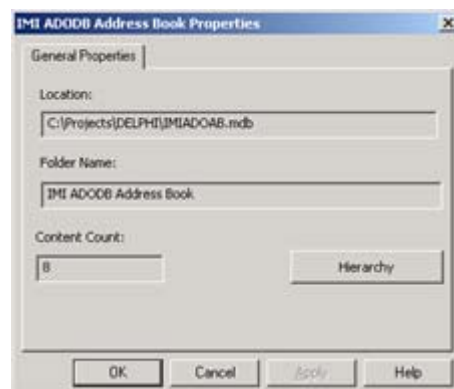 IMI ADODB Address Book Properties
General Properties
Location:
C:\Projects\DELPHI\IMIADOAB.mdb
Folder Name:
IMI ADODB Address Book
Content Count:
8
Hierarchy
OK Cancel Apply Help